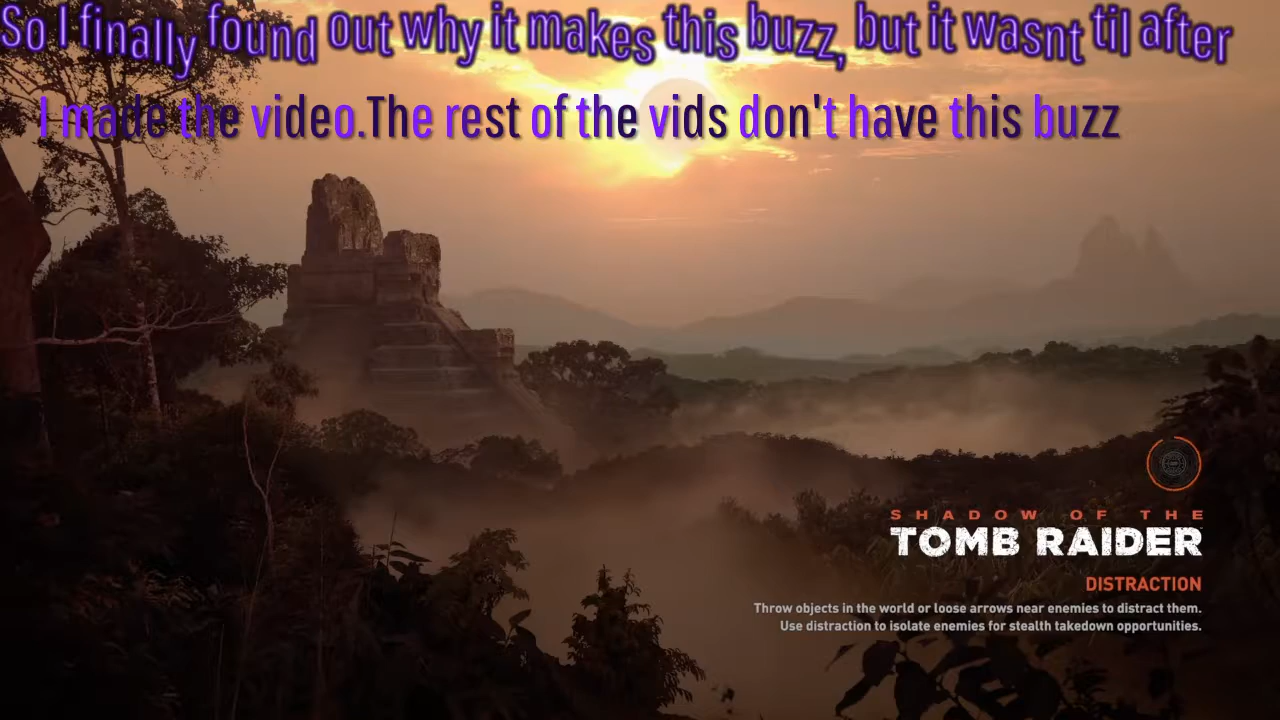 So I finally found out why it makes this buzz, but it wasnt til after
I made the video.The rest of the vids don't have this buzz
SHADOW OF THE
TOMB RAIDER
DISTRACTION
Throw objects in the world or loose arrows near enemies to distract them.
Use distraction to isolate enemies for stealth takedown opportunities.